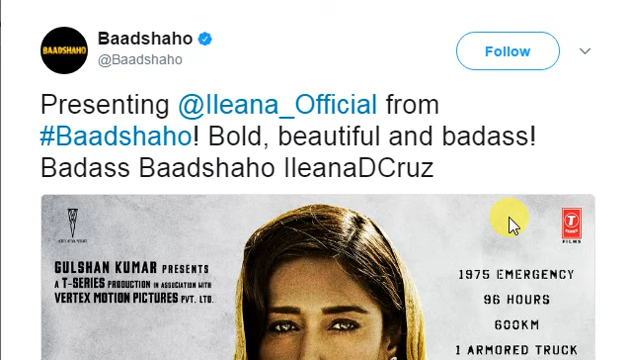 BAADSHAHO
Baadshaho
@Baadshaho
Follow
Presenting @Ileana_Official from
#Baadshaho! Bold, beautiful and badass!
Badass Baadshaho IleanaDCruz
T
SERIES
FILMS
GULSHAN KUMAR PRESENTS
A T-SERIES PRODUCTION IN ASSOCIATION WITH
VERTEX MOTION PICTURES PVT. LTD.
1975 EMERGENCY
96 HOURS
600KM
1 ARMORED TRUCK